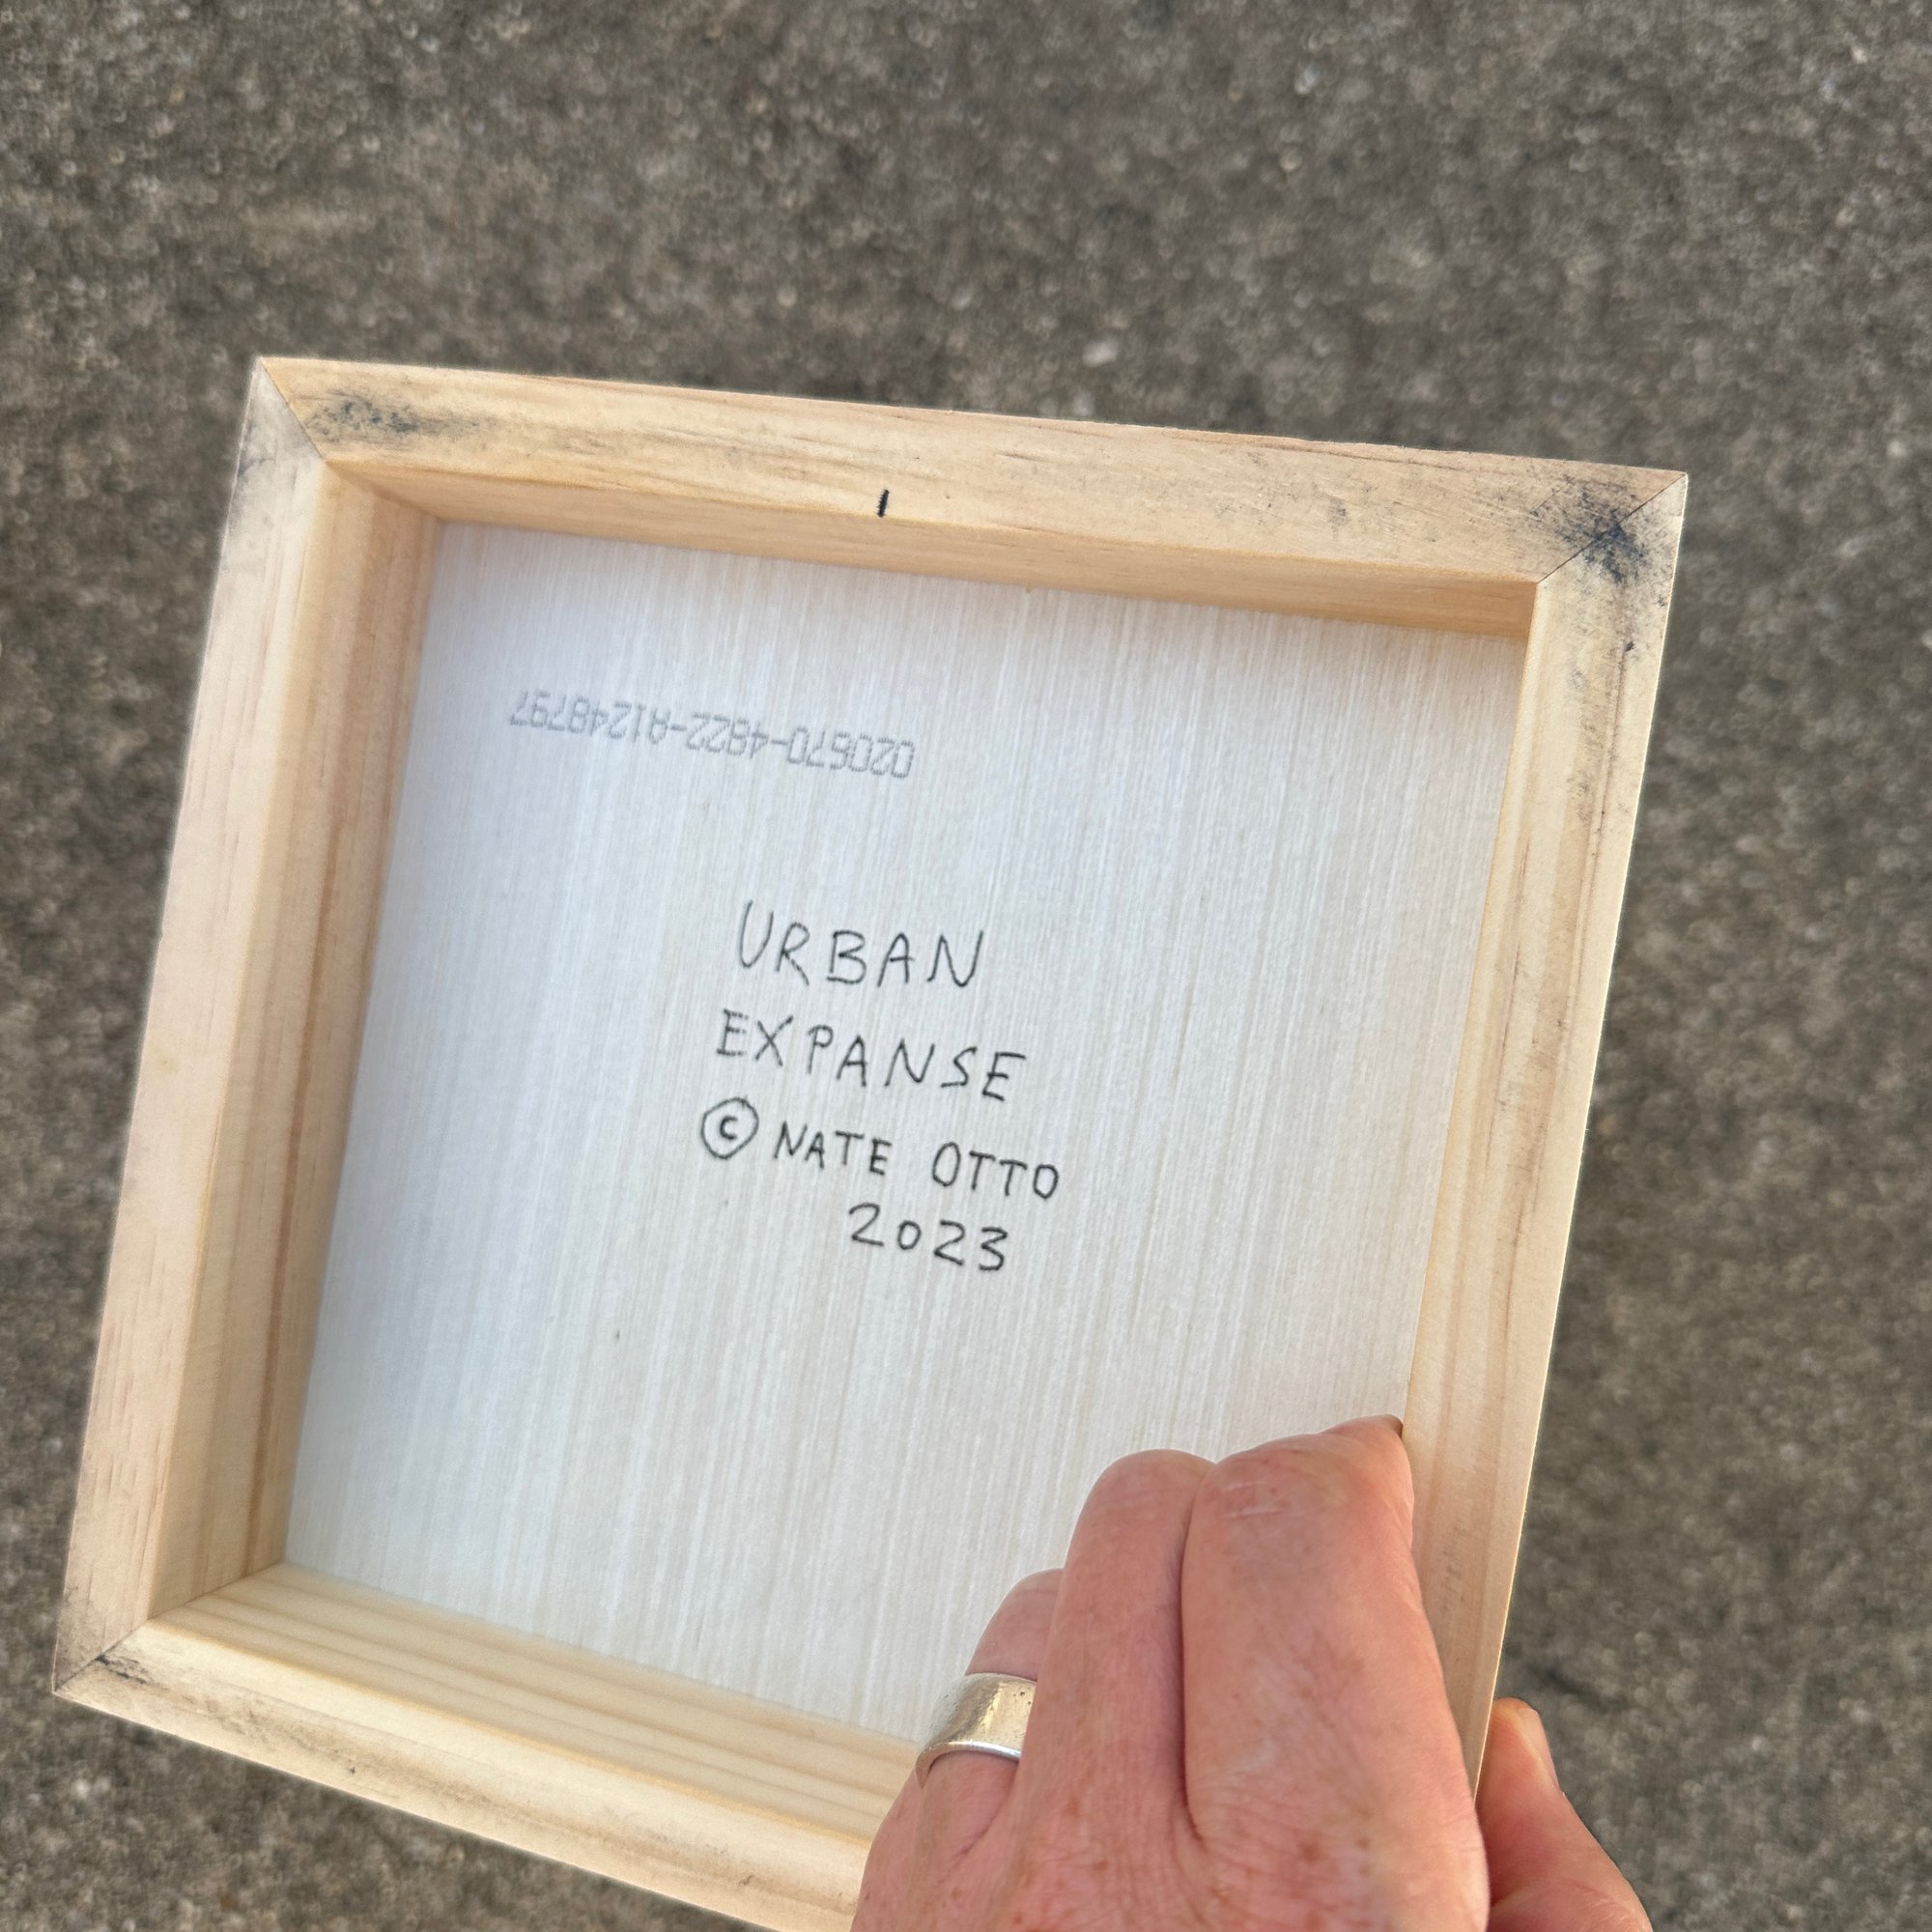 020670-4822-A1248797
URBAN
EXPANSE
© NATE OTTO
2023